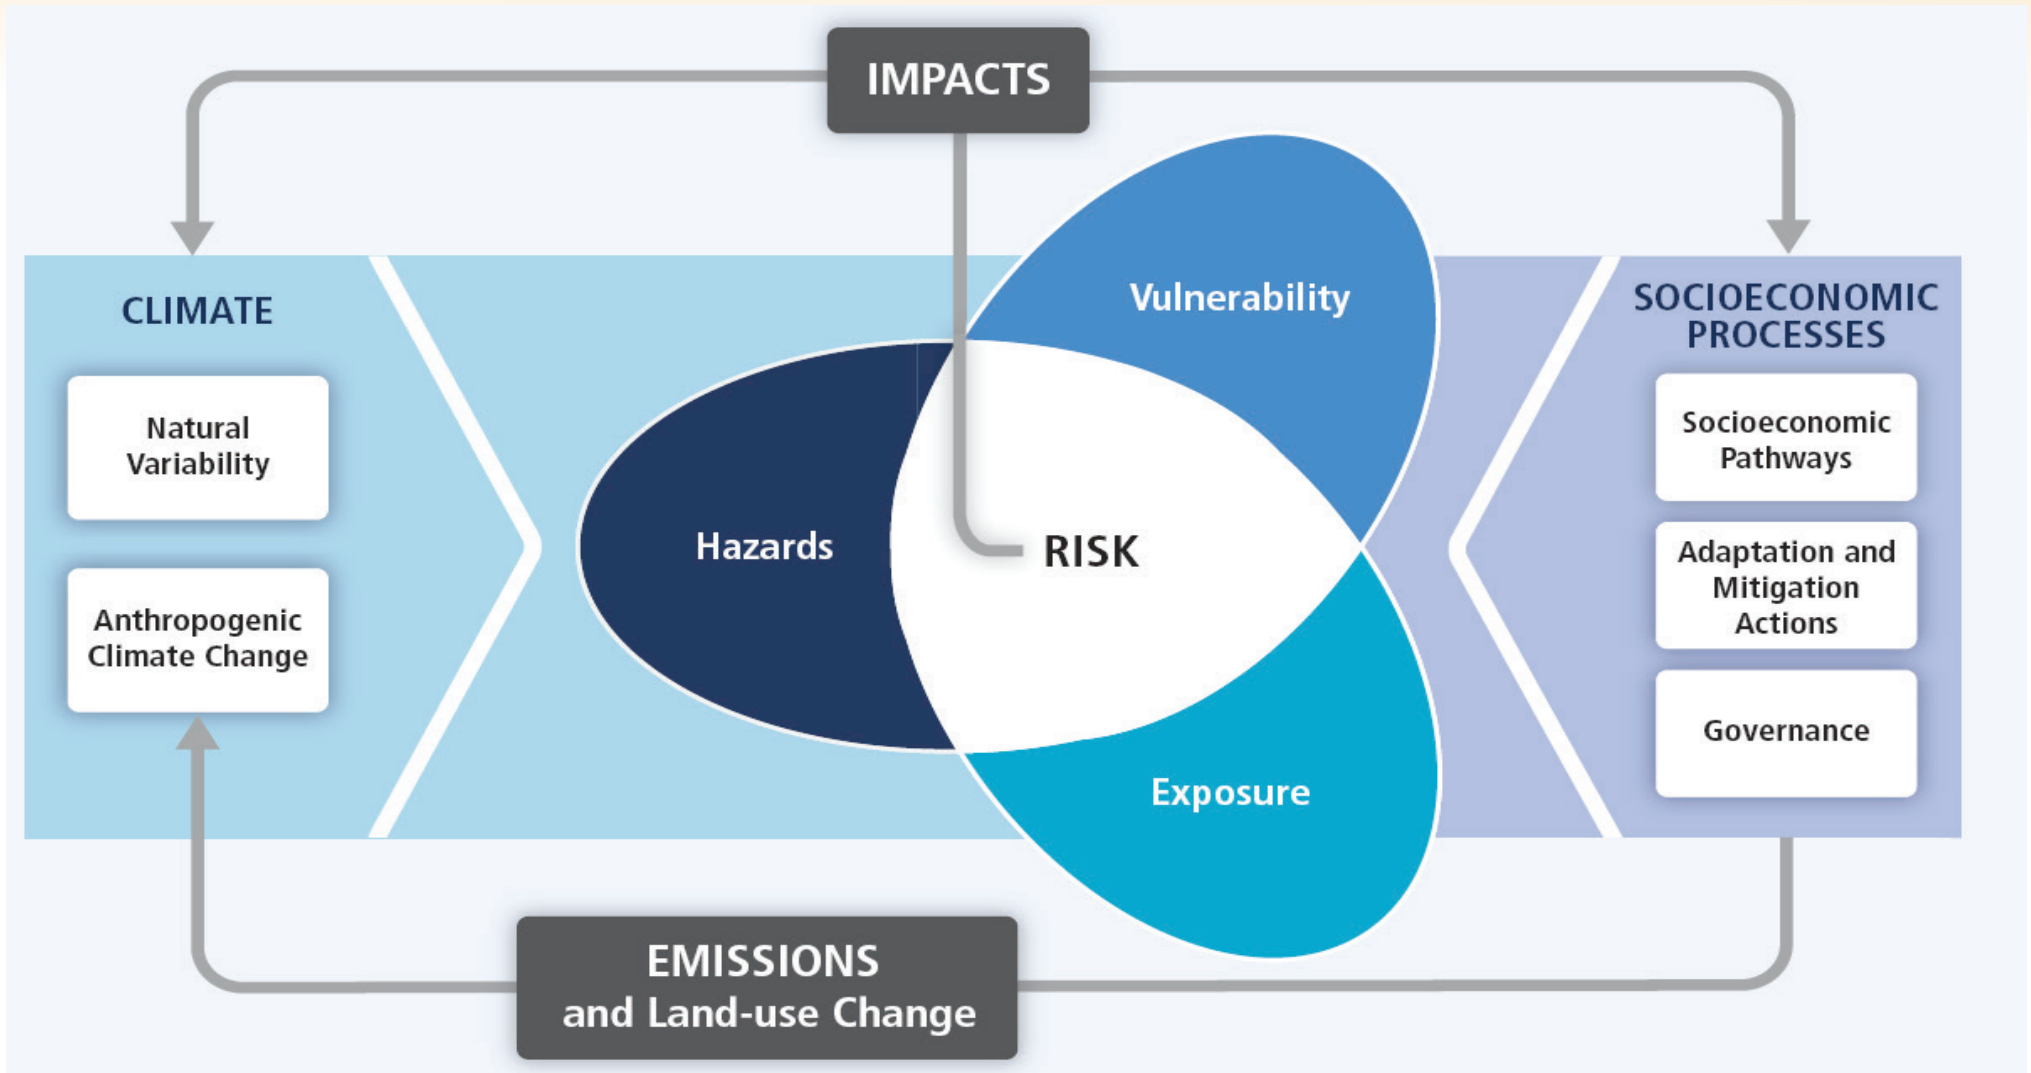 IMPACTS
CLIMATE
Natural
Variability
Anthropogenic
Climate Change
Vulnerability
Hazards
RISK
Exposure
SOCIOECONOMIC
PROCESSES
Socioeconomic
Pathways
Adaptation and
Mitigation
Actions
Governance
EMISSIONS
and Land-use Change